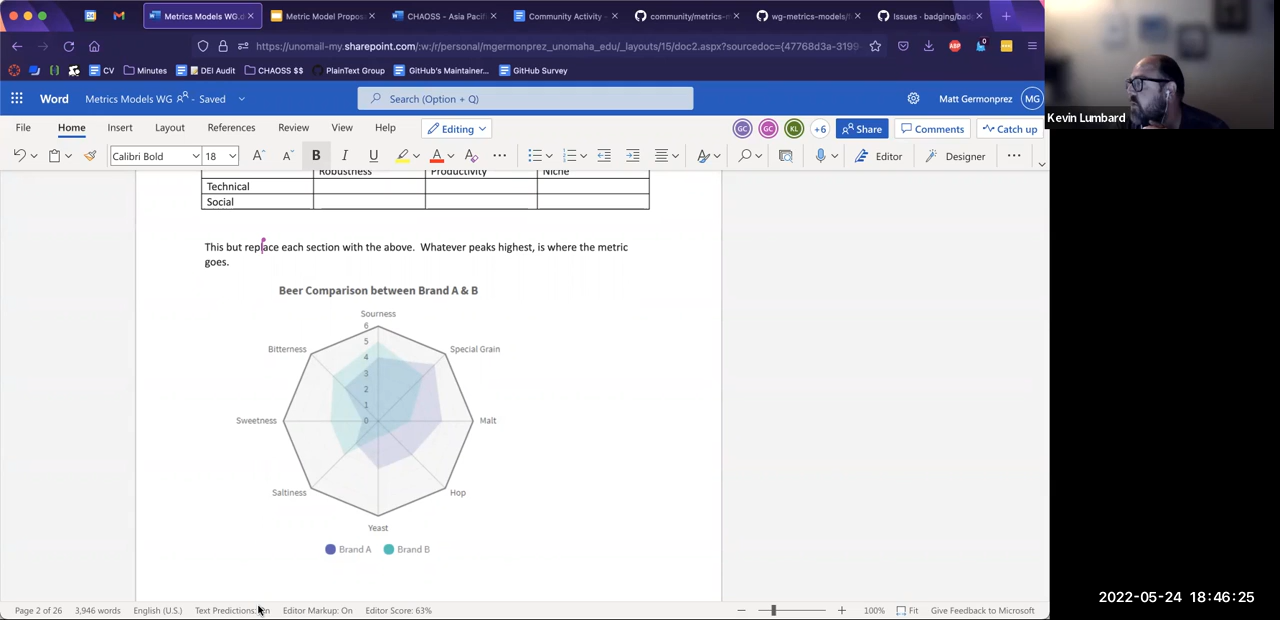 Metrics Models WG.
Metric Model Propos
CHAOSS - Asia Pacif
Community Activity -
community/metrics-m
wg-metrics-models/f
Issues · badging/bad
https://unomail-my.sharepoint.com/:w:/r/personal/mgermonprez_unomaha_edu/_layouts/15/doc2.aspx?sourcedoc={47768d3a-3199-
CV
Minutes
DEI Audit
CHAOSS $$
PlainText Group
GitHub's Maintainer...
GitHub Survey
Kevin Lumbard
Word
Metrics Models WG
- Saved
Search (Option + Q)
Matt Germonprez
MG
File
Home
Insert
Layout
References
Review
View
Help
Editing
GC
GC
KL
+6
Share
Comments
Catch up
Calibri Bold
18
Editor
Designer
Robustness
Productivity
Niche
Technical
Social
This but replace each section with the above. Whatever peaks highest, is where the metric
goes.
Beer Comparison between Brand A & B
Sourness
6
Bitterness
5
Special Grain
4
3
2
1
Sweetness
0
Malt
Saltiness
Hop
Yeast
Brand A
Brand B
Page 2 of 26
3,946 words
English (U.S.)
Text Predictions: On
Editor Markup: On
Editor Score: 63%
100%
Fit
Give Feedback to Microsoft
2022-05-24 18:46:25